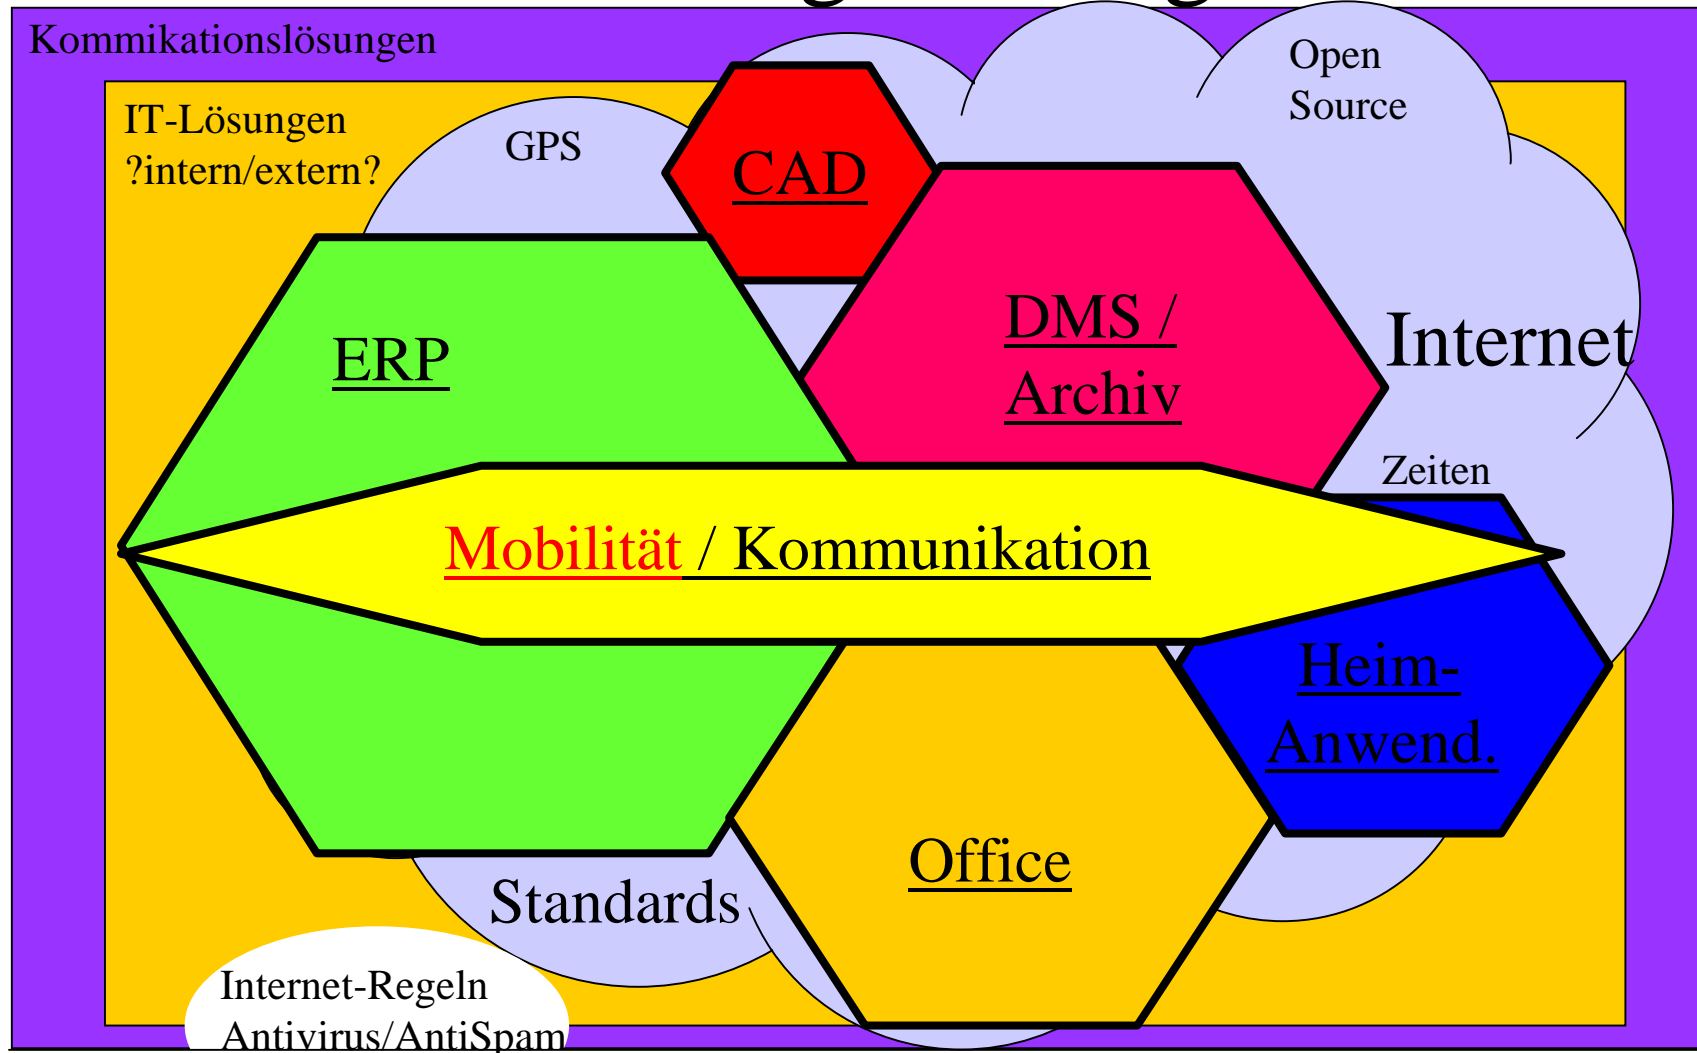 Kommikationslösungen
Open
Source
IT-Lösungen
?intern/extern?
GPS
CAD
DMS /
Archiv
ERP
Internet
Zeiten
Mobilität / Kommunikation
Heim-
Anwend.
Office
Standards
Internet-Regeln
Antivirus/AntiSpam